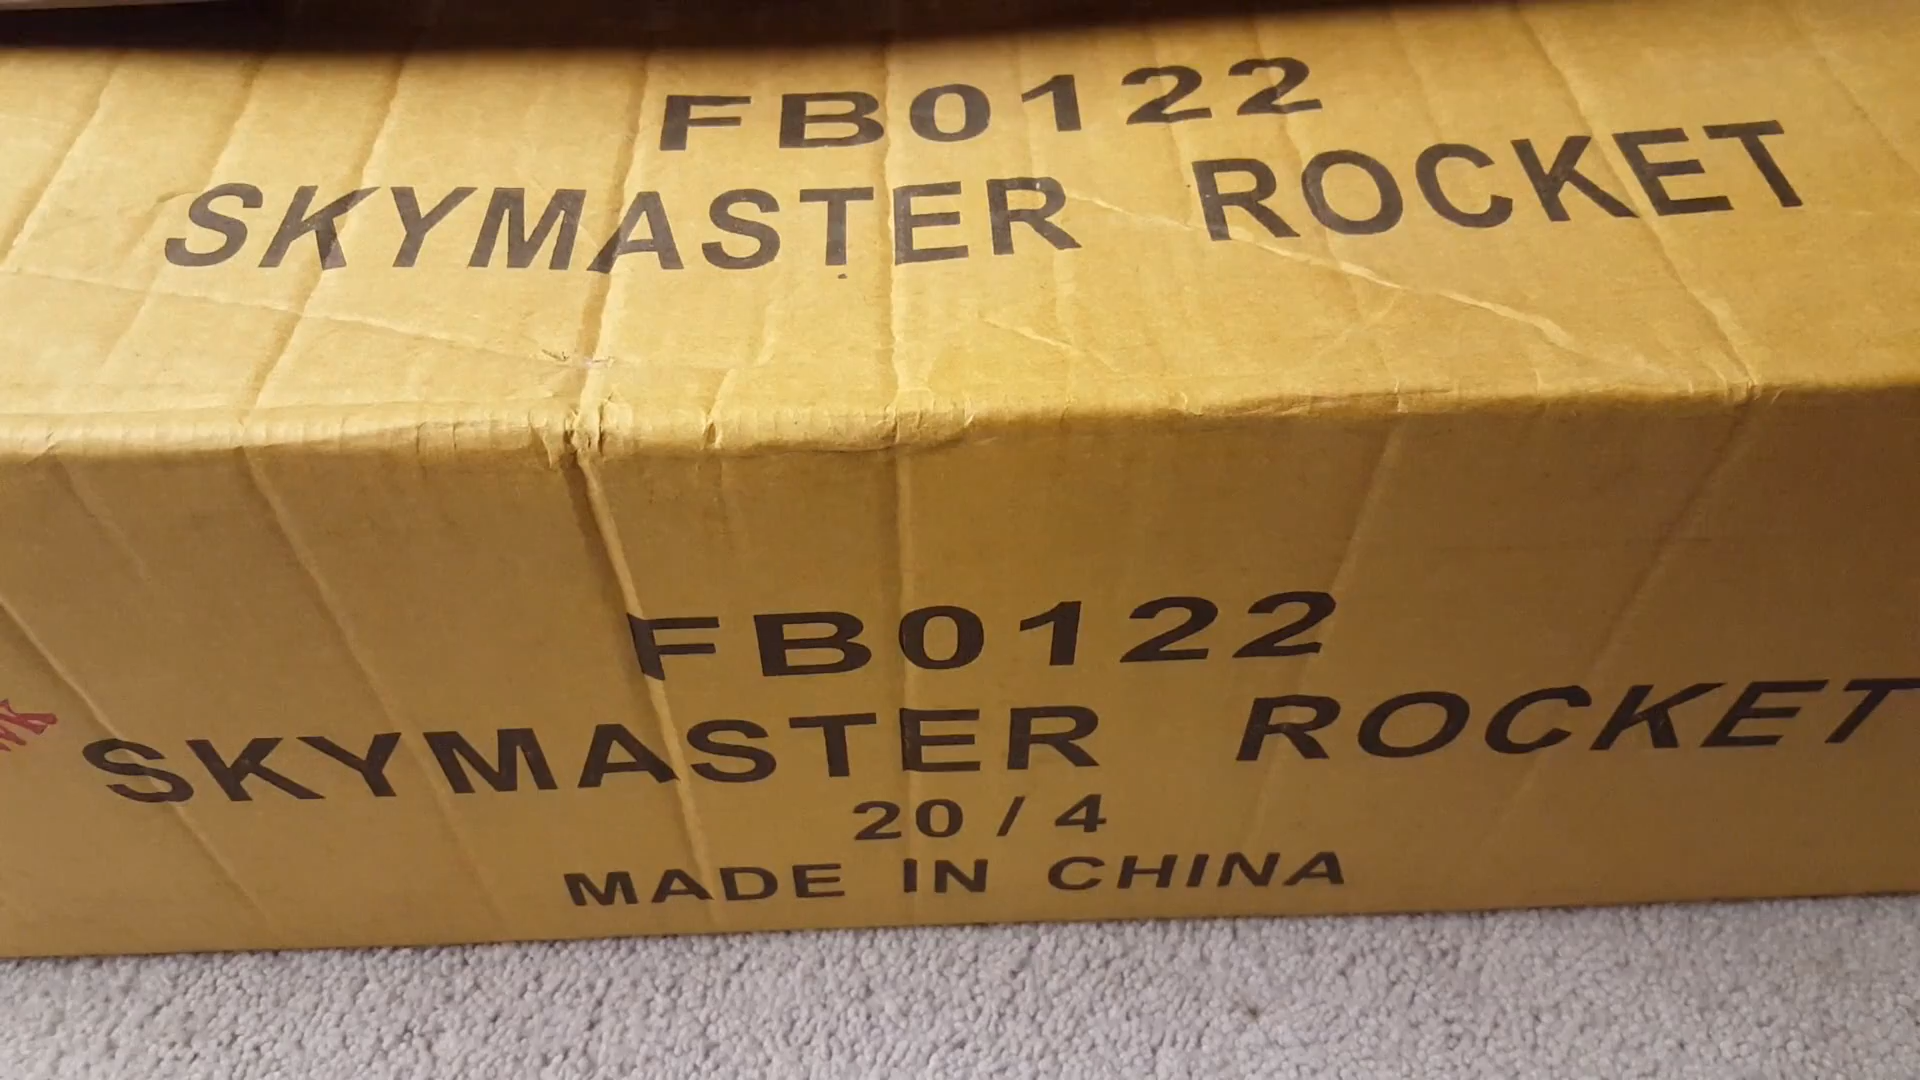 FB0122
SKYMASTER ROCKET
FB0122
SKYMASTER ROCKET
20/4
MADE IN CHINA